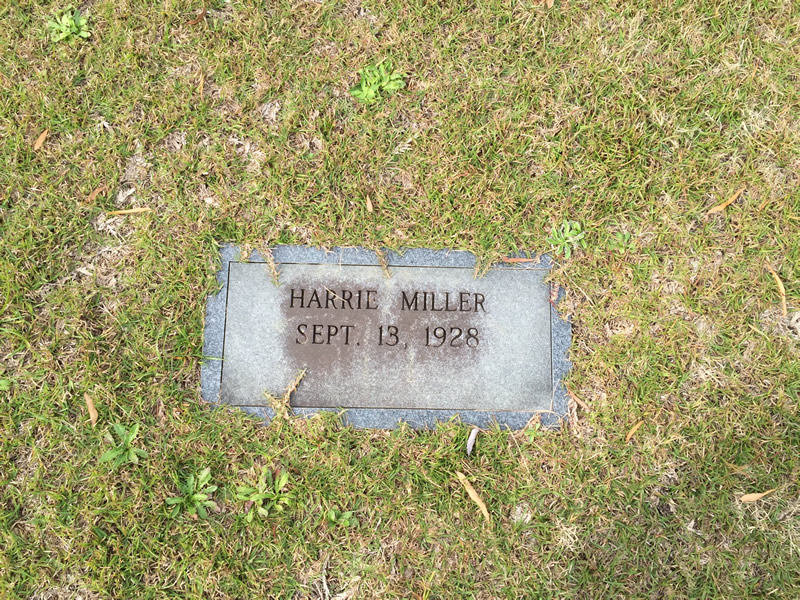 HARRIE MILLER
SEPT. 13, 1928